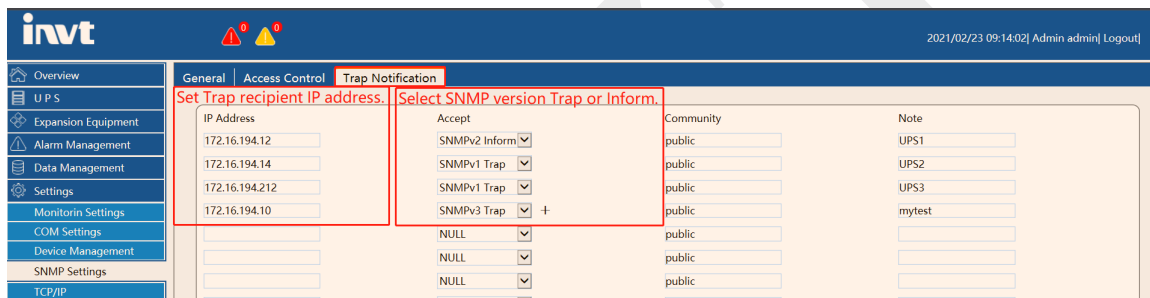 invt
0 0
2021/02/23 09:14:02| Admin admin| Logout|
Overview
UPS
Expansion Equipment
Alarm Management
Data Management
Settings
Monitorin Settings
COM Settings
Device Management
SNMP Settings
TCP/IP
General Access Control Trap Notification
Set Trap recipient IP address. Select SNMP version Trap or Inform.
IP Address Accept Community Note
172.16.194.12 SNMPv2 Inform public UPS1
172.16.194.14 SNMPv1 Trap public UPS2
172.16.194.212 SNMPv1 Trap public UPS3
172.16.194.10 SNMPv3 Trap public mytest
NULL public
NULL public
NULL public